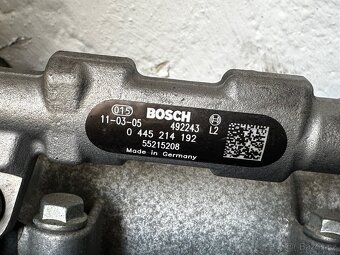 015 BOSCH
11-03-05 492243 L2
0 445 214 192
55215208
Made in Germany